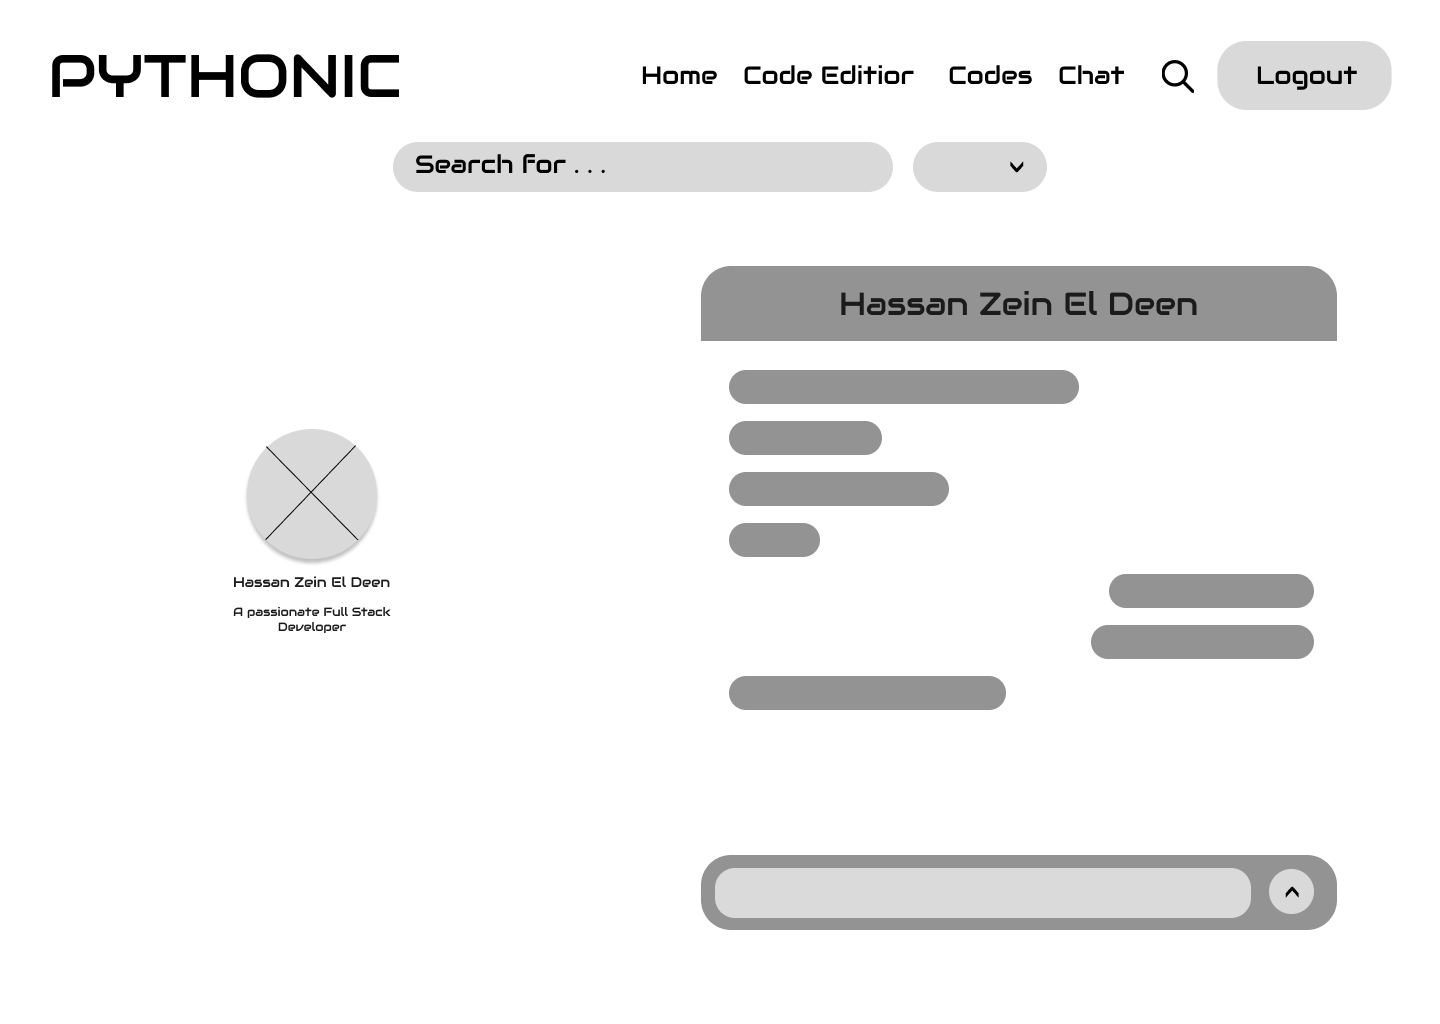 PYTHONIC
Home Code Editior Codes Chat Logout
Search for . . .
Hassan Zein El Deen
Hassan Zein El Deen
A passionate Full Stack
Developer